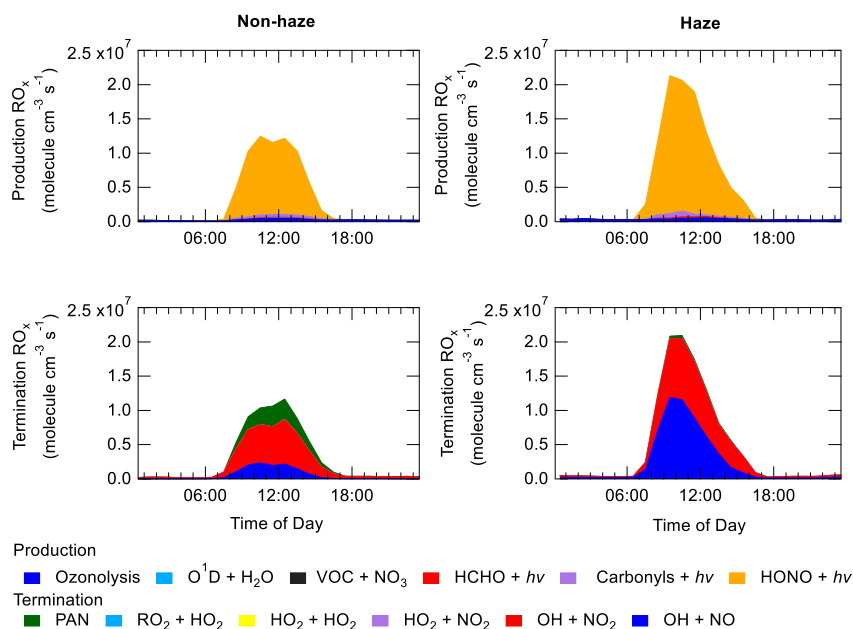 Non-haze
Haze
Production ROx
(molecule cm-3 s-1)
2.5 x10^7
2.0
1.5
1.0
0.5
0.0
06:00 12:00 18:00
Production ROx
(molecule cm-3 s-1)
2.5 x10^7
2.0
1.5
1.0
0.5
0.0
06:00 12:00 18:00
Termination ROx
(molecule cm-3 s-1)
2.5 x10^7
2.0
1.5
1.0
0.5
0.0
06:00 12:00 18:00
Time of Day
Termination ROx
(molecule cm-3 s-1)
2.5 x10^7
2.0
1.5
1.0
0.5
0.0
06:00 12:00 18:00
Time of Day
Production
Ozonolysis O1D + H2O VOC + NO3 HCHO + hv Carbonyls + hv HONO + hv
Termination
PAN RO2 + HO2 HO2 + HO2 HO2 + NO2 OH + NO2 OH + NO